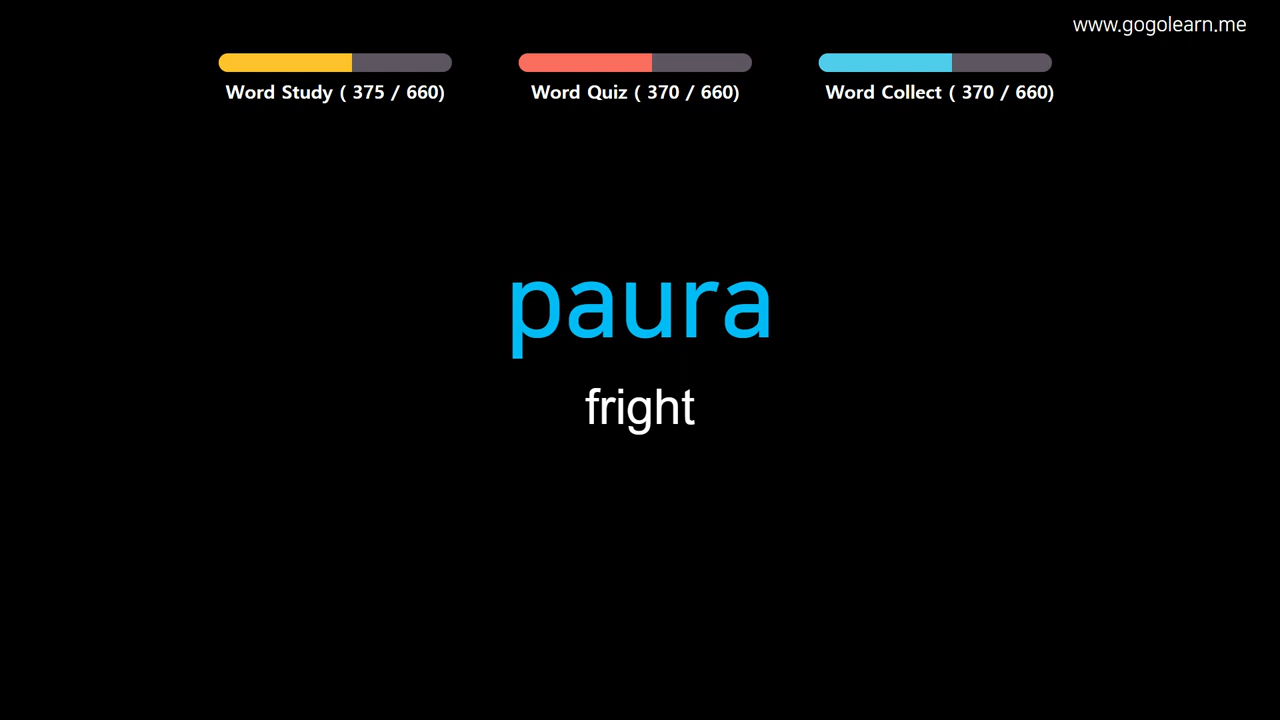 www.gogolearn.me
Word Study ( 375 / 660)
Word Quiz ( 370 / 660)
Word Collect ( 370 / 660)
paura
fright